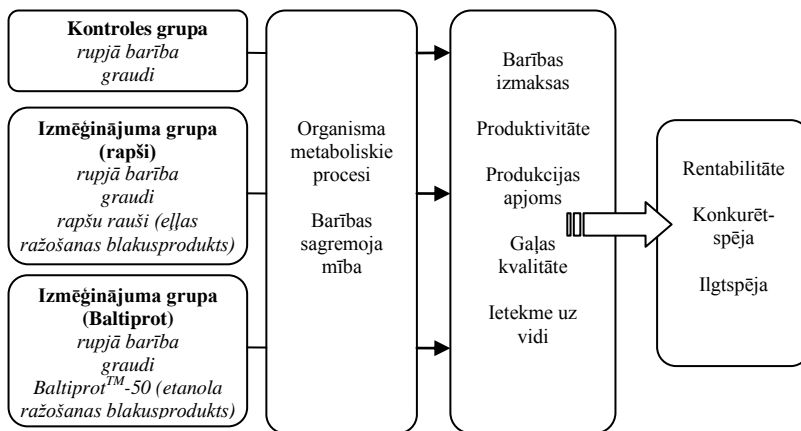 Kontroles grupa
rupjā barība
graudi
Izmēģinājuma grupa
(rapši)
rupjā barība
graudi
rapšu rauši (eļļas
ražošanas blakusprodukts)
Izmēģinājuma grupa
(Baltiprot)
rupjā barība
graudi
Baltiprot™-50 (etanola
ražošanas blakusprodukts)
Organisma
metaboliskie
procesi
Barības
sagremoja
mība
Barības
izmaksas
Produktivitāte
Produkcijas
apjoms
Gaļas
kvalitāte
Ietekme uz
vidi
Rentabilitāte
Konkurēt-
spēja
Ilgtspēja